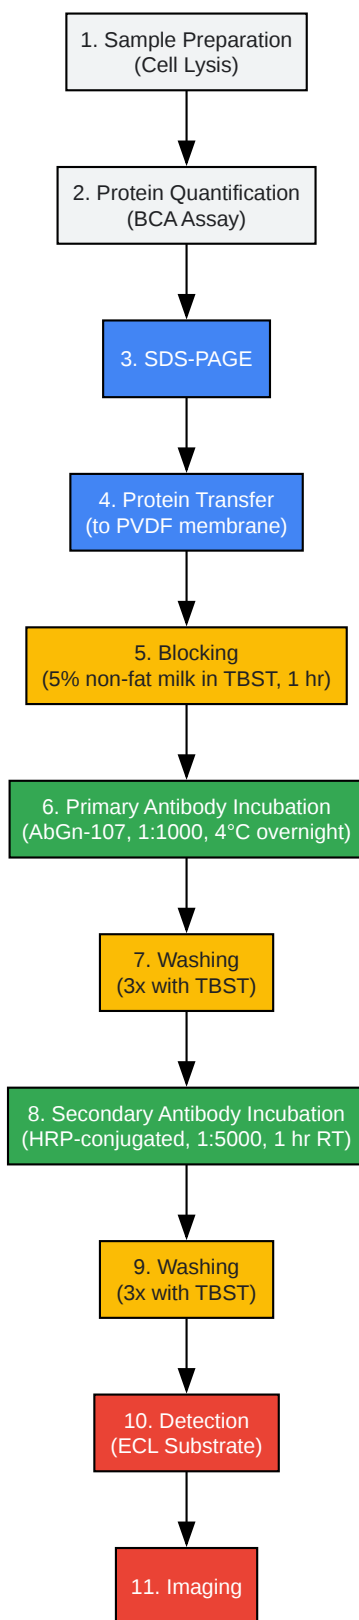 1. Sample Preparation
(Cell Lysis)
2. Protein Quantification
(BCA Assay)
3. SDS-PAGE
4. Protein Transfer
(to PVDF membrane)
5. Blocking
(5% non-fat milk in TBST, 1 hr)
6. Primary Antibody Incubation
(AbGn-107, 1:1000, 4°C overnight)
7. Washing
(3x with TBST)
8. Secondary Antibody Incubation
(HRP-conjugated, 1:5000, 1 hr RT)
9. Washing
(3x with TBST)
10. Detection
(ECL Substrate)
11. Imaging